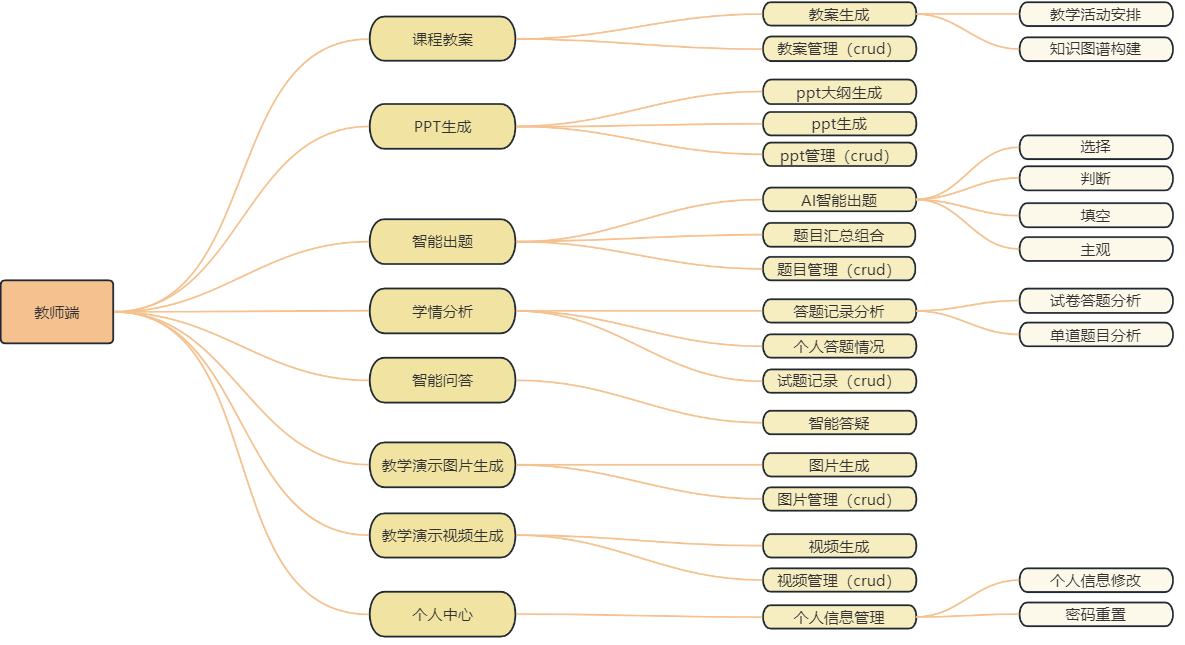 教师端
课程教案
教案生成
教学活动安排
知识图谱构建
教案管理（crud）
PPT生成
ppt大纲生成
ppt生成
ppt管理（crud）
智能出题
AI智能出题
选择
判断
填空
主观
题目汇总组合
题目管理（crud）
学情分析
答题记录分析
试卷答题分析
单道题目分析
个人答题情况
试题记录（crud）
智能问答
智能答疑
教学演示图片生成
图片生成
图片管理（crud）
教学演示视频生成
视频生成
视频管理（crud）
个人中心
个人信息管理
个人信息修改
密码重置